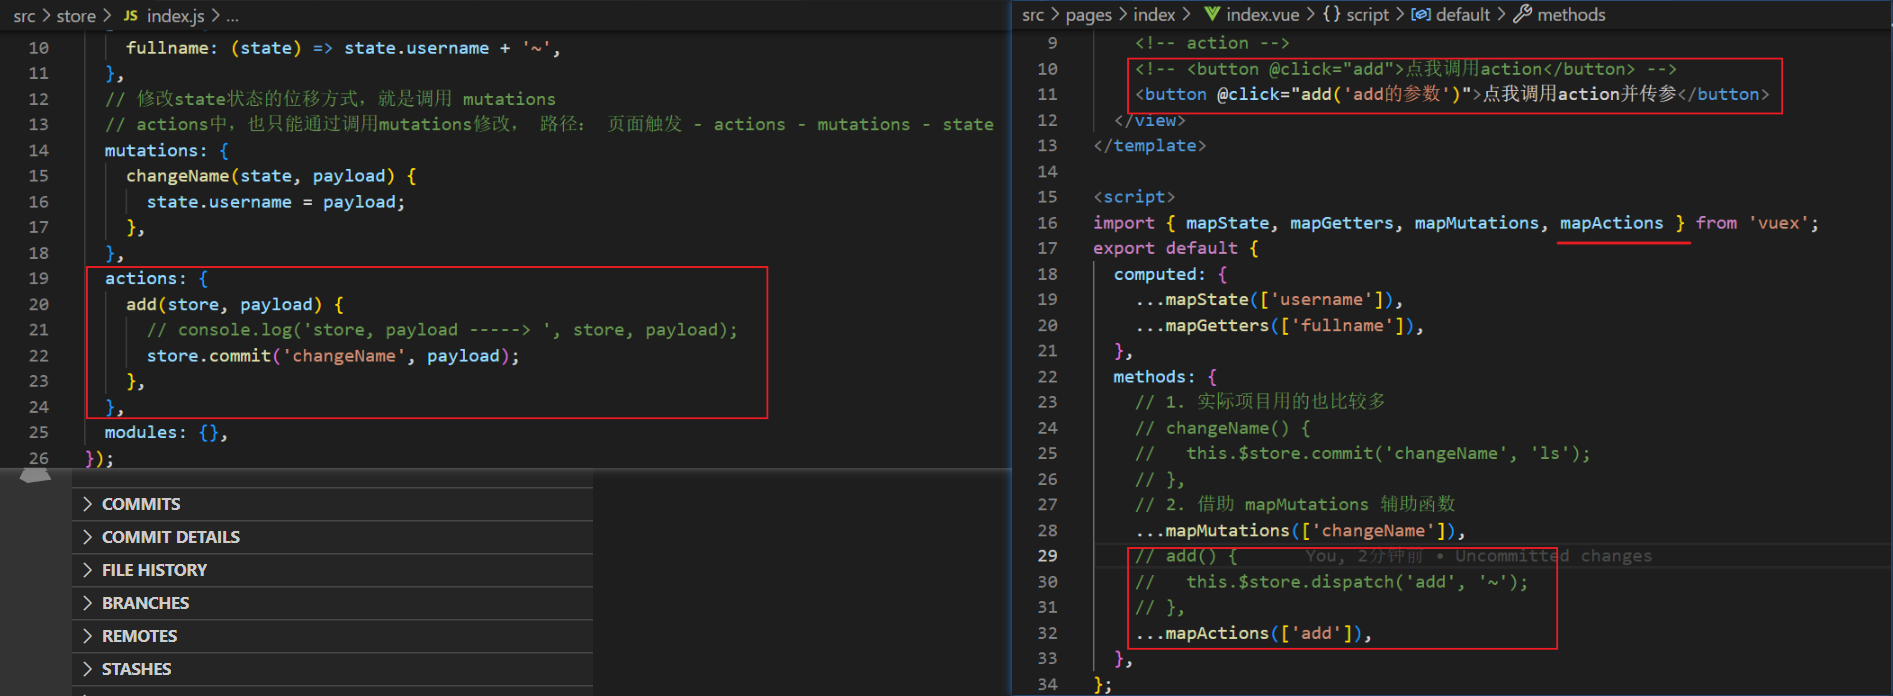 src > store > JS index.js > ...
10 fullname: (state) => state.username + '~',
11 },
12 // 修改state状态的位移方式，就是调用 mutations
13 // actions中，也只能通过调用mutations修改， 路径： 页面触发 - actions - mutations - state
14 mutations: {
15 changeName(state, payload) {
16 state.username = payload;
17 },
18 },
19 actions: {
20 add(store, payload) {
21 // console.log('store, payload -----> ', store, payload);
22 store.commit('changeName', payload);
23 },
24 },
25 modules: {},
26 });
COMMITS
COMMIT DETAILS
FILE HISTORY
BRANCHES
REMOTES
STASHES
src > pages > index > index.vue > {} script > default > methods
9 <!-- action -->
10 <!-- <button @click="add">点我调用action</button> -->
11 <button @click="add('add的参数')">点我调用action并传参</button>
12 </view>
13 </template>
14
15 <script>
16 import { mapState, mapGetters, mapMutations, mapActions } from 'vuex';
17 export default {
18 computed: {
19 ...mapState(['username']),
20 ...mapGetters(['fullname']),
21 },
22 methods: {
23 // 1. 实际项目用的也比较多
24 // changeName() {
25 //   this.$store.commit('changeName', 'ls');
26 // },
27 // 2. 借助 mapMutations 辅助函数
28 ...mapMutations(['changeName']),
29 // add() { You, 2分钟前 • Uncommitted changes
30 //   this.$store.dispatch('add', '~');
31 // },
32 ...mapActions(['add']),
33 },
34 };